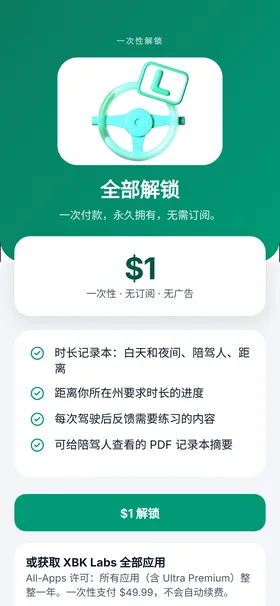 一次性解锁
L
全部解锁
一次付款，永久拥有，无需订阅。
$1
一次性 · 无订阅 · 无广告
时长记录本：白天和夜间、陪驾人、距
离
距离你所在州要求时长的进度
每次驾驶后反馈需要练习的内容
可给陪驾人查看的 PDF 记录本摘要
$1 解锁
或获取 XBK Labs 全部应用
All-Apps 许可：所有应用（含 Ultra Premium）整
整一年。一次性支付 $49.99，不会自动续费。